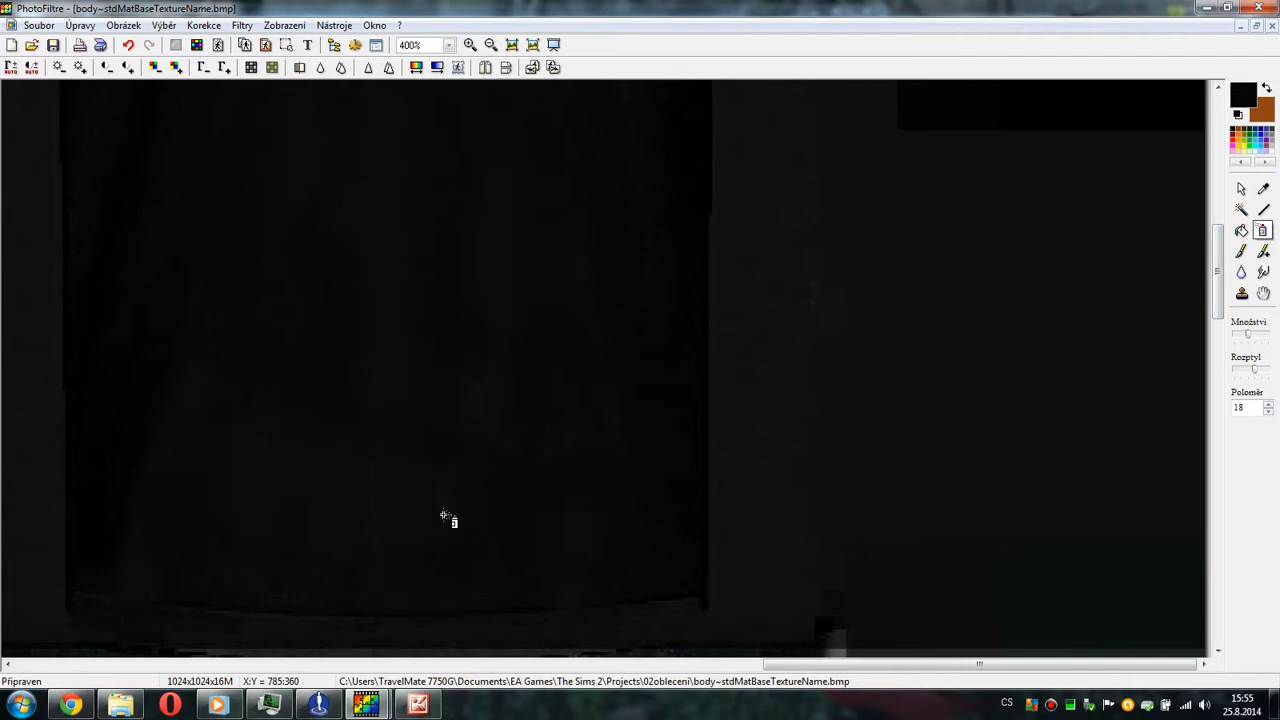 PhotoFiltre - [body~stdMatBaseTextureName.bmp]
Soubor Úpravy Obrázek Výběr Korekce Filtry Zobrazení Nástroje Okno ?
400%
AUTO AUTO
Množství
Rozptyl
Poloměr
18
Připraven 1024x1024x16M X:Y = 785:360 C:\Users\TravelMate 7750G\Documents\EA Games\The Sims 2\Projects\02obleceni\body~stdMatBaseTextureName.bmp
CS 15:55
25.8.2014